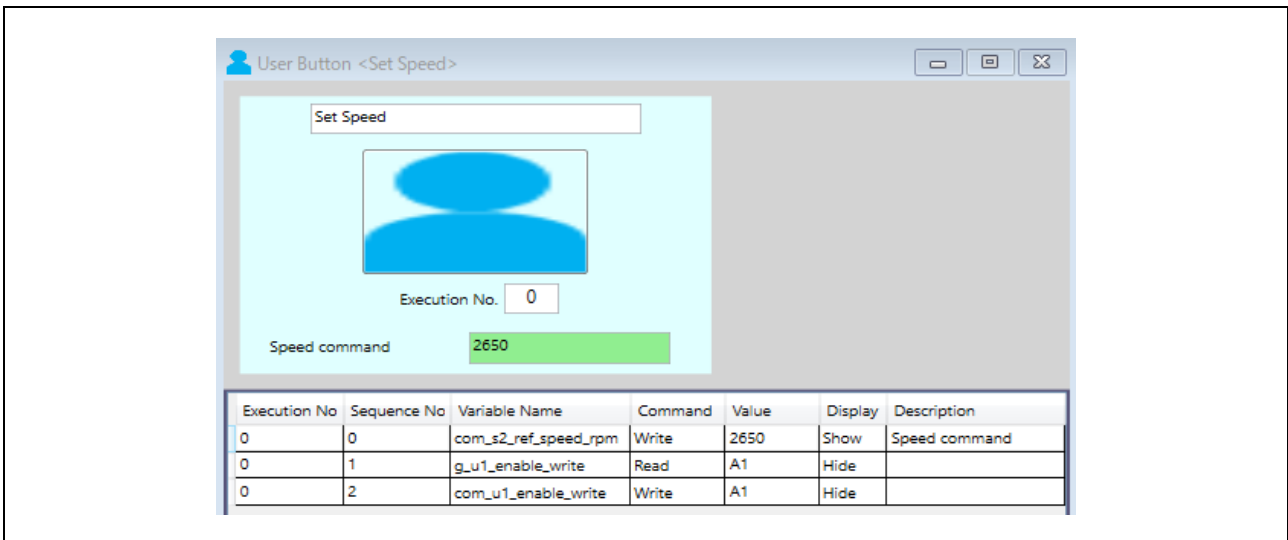 User Button <Set Speed>
Set Speed
Execution No. 0
Speed command 2650
Execution No Sequence No Variable Name Command Value Display Description
0 0 com_s2_ref_speed_rpm Write 2650 Show Speed command
0 1 g_u1_enable_write Read A1 Hide
0 2 com_u1_enable_write Write A1 Hide